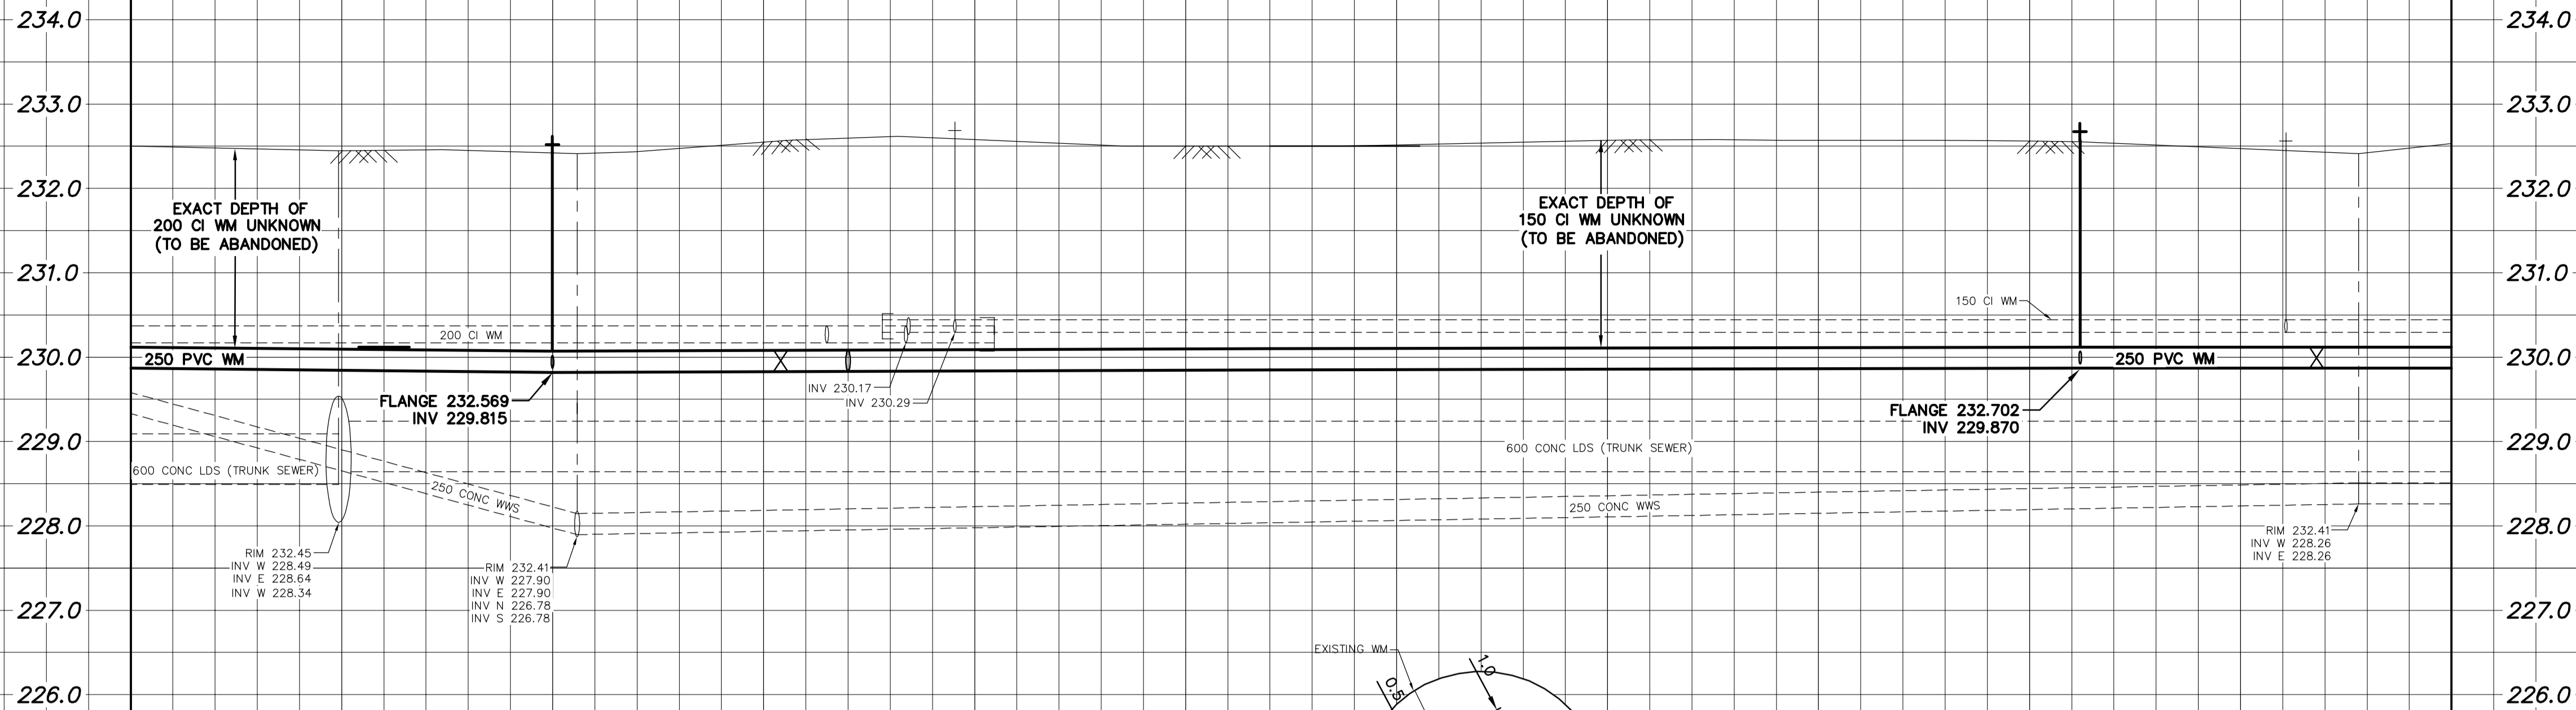 234.0
234.0
233.0
233.0
232.0
232.0
231.0
231.0
230.0
230.0
229.0
229.0
228.0
228.0
227.0
227.0
226.0
226.0
EXACT DEPTH OF
200 CI WM UNKNOWN
(TO BE ABANDONED)
EXACT DEPTH OF
150 CI WM UNKNOWN
(TO BE ABANDONED)
150 CI WM
200 CI WM
250 PVC WM
250 PVC WM
INV 230.17
INV 230.29
FLANGE 232.569
INV 229.815
FLANGE 232.702
INV 229.870
600 CONC LDS (TRUNK SEWER)
600 CONC LDS (TRUNK SEWER)
250 CONC WWS
250 CONC WWS
RIM 232.45
INV W 228.49
INV E 228.64
INV W 228.34
RIM 232.41
INV W 227.90
INV E 227.90
INV N 226.78
INV S 226.78
RIM 232.41
INV W 228.26
INV E 228.26
EXISTING WM
0.5
1.0